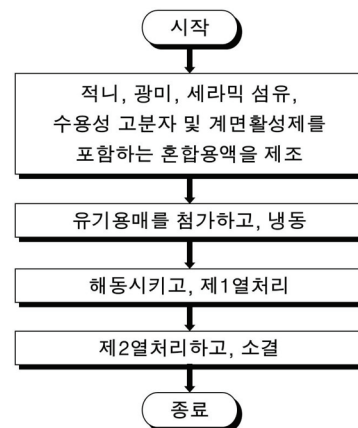 시작
적니, 광미, 세라믹 섬유,
수용성 고분자 및 계면활성제를
포함하는 혼합용액을 제조
유기용매를 첨가하고, 냉동
해동시키고, 제1열처리
제2열처리하고, 소결
종료